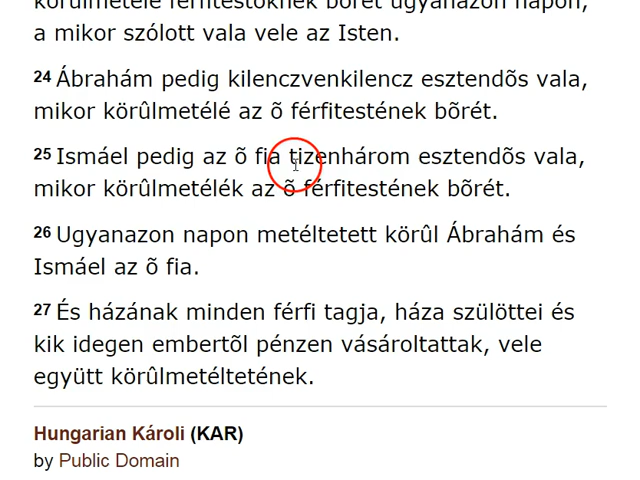 körülmetélé férfitestöknek bõrét ugyanazon napon,
a mikor szólott vala vele az Isten.
24 Ábrahám pedig kilenczvenkilencz esztendõs vala,
mikor körûlmetélé az õ férfitestének bõrét.
25 Ismáel pedig az õ fia tizenhárom esztendõs vala,
mikor körûlmetélék az õ férfitestének bõrét.
26 Ugyanazon napon metéltetett körûl Ábrahám és
Ismáel az õ fia.
27 És házának minden férfi tagja, háza szülöttei és
kik idegen embertõl pénzen vásároltattak, vele
együtt körûlmetéltetének.
Hungarian Károli (KAR)
by Public Domain